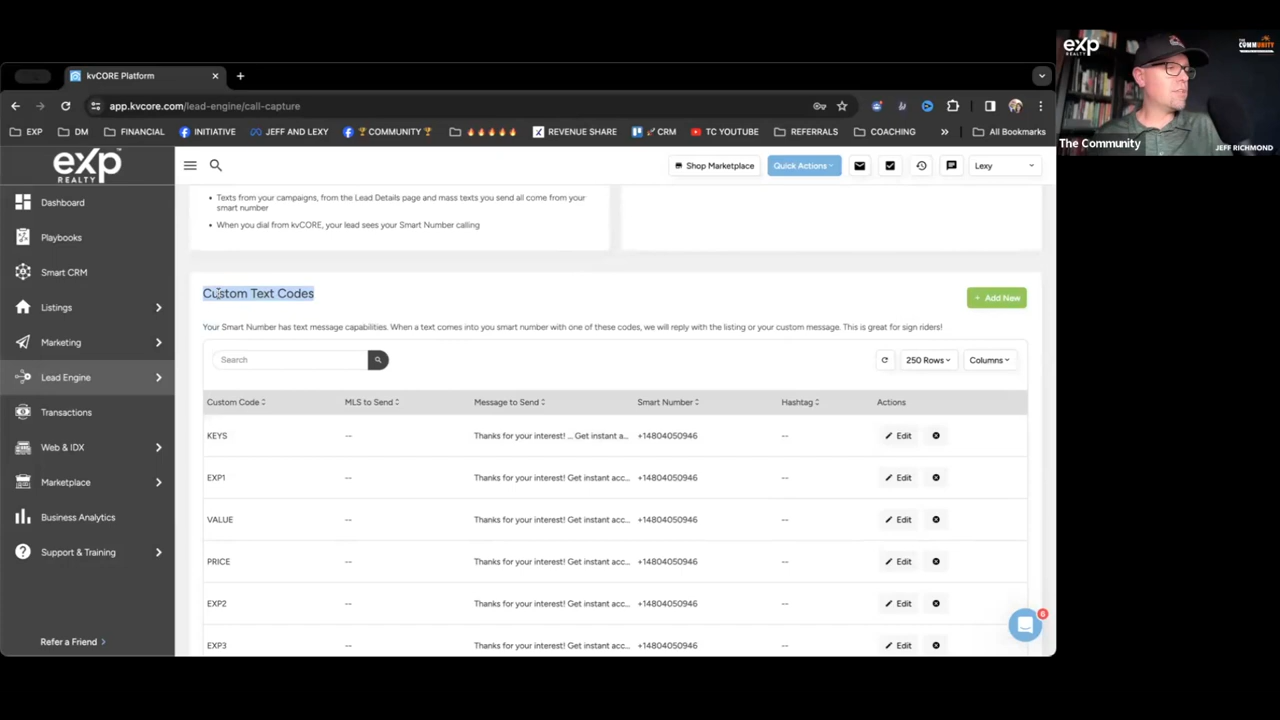 kvCORE Platform
app.kvcore.com/lead-engine/call-capture
EXP DM FINANCIAL INITIATIVE JEFF AND LEXY 🏆COMMUNITY🏆 🔥🔥🔥🔥🔥 REVENUE SHARE 🚀CRM TC YOUTUBE REFERRALS COACHING » All Bookmarks
exp REALTY
THE COMMUNITY
The Community
JEFF RICHMOND
exp REALTY
Shop Marketplace Quick Actions Lexy
Dashboard
Playbooks
Smart CRM
Listings
Marketing
Lead Engine
Transactions
Web & IDX
Marketplace
Business Analytics
Support & Training
Refer a Friend
• Texts from your campaigns, from the Lead Details page and mass texts you send all come from your
smart number
• When you dial from kvCORE, your lead sees your Smart Number calling
Custom Text Codes
+ Add New
Your Smart Number has text message capabilities. When a text comes into you smart number with one of these codes, we will reply with the listing or your custom message. This is great for sign riders!
Search 250 Rows Columns
Custom Code MLS to Send Message to Send Smart Number Hashtag Actions
KEYS -- Thanks for your interest! ... Get instant a... +14804050946 -- Edit
EXP1 -- Thanks for your interest! Get instant acc... +14804050946 -- Edit
VALUE -- Thanks for your interest! Get instant acc... +14804050946 -- Edit
PRICE -- Thanks for your interest! Get instant acc... +14804050946 -- Edit
EXP2 -- Thanks for your interest! Get instant acc... +14804050946 -- Edit
EXP3 -- Thanks for your interest! Get instant acc... +14804050946 -- Edit
6